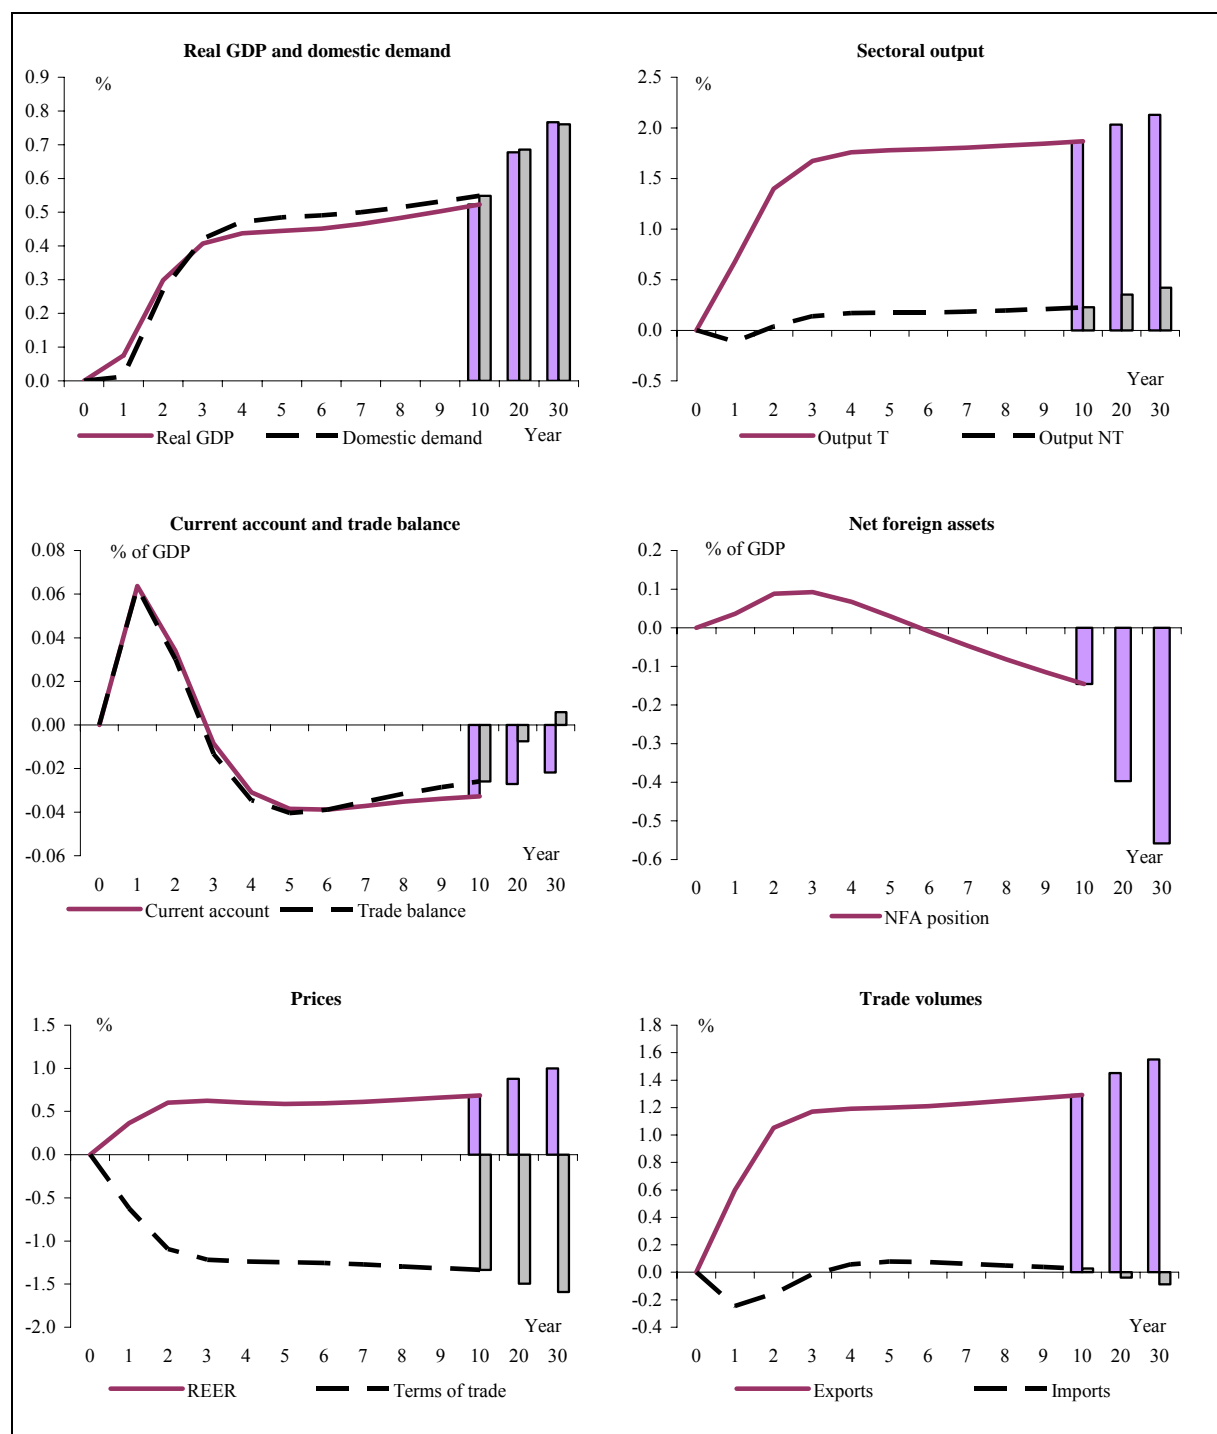 Real GDP and domestic demand
%
0.9
0.8
0.7
0.6
0.5
0.4
0.3
0.2
0.1
0.0
0 1 2 3 4 5 6 7 8 9 10 20 30
Real GDP Domestic demand Year
Sectoral output
%
2.5
2.0
1.5
1.0
0.5
0.0
-0.5
Year
0 1 2 3 4 5 6 7 8 9 10 20 30
Output T Output NT
Current account and trade balance
% of GDP
0.08
0.06
0.04
0.02
0.00
-0.02
-0.04
-0.06
Year
0 1 2 3 4 5 6 7 8 9 10 20 30
Current account Trade balance
Net foreign assets
% of GDP
0.2
0.1
0.0
-0.1
-0.2
-0.3
-0.4
-0.5
-0.6
Year
0 1 2 3 4 5 6 7 8 9 10 20 30
NFA position
Prices
%
1.5
1.0
0.5
0.0
-0.5
-1.0
-1.5
-2.0
Year
0 1 2 3 4 5 6 7 8 9 10 20 30
REER Terms of trade
Trade volumes
%
1.8
1.6
1.4
1.2
1.0
0.8
0.6
0.4
0.2
0.0
-0.2
-0.4
Year
0 1 2 3 4 5 6 7 8 9 10 20 30
Exports Imports